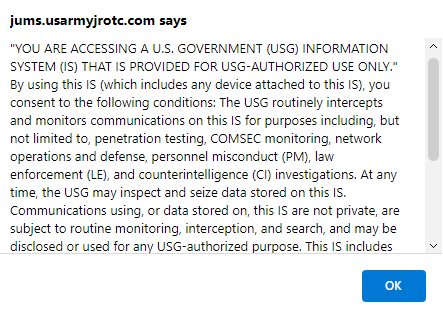 jums.usarmyjrotc.com says
"YOU ARE ACCESSING A U.S. GOVERNMENT (USG) INFORMATION
SYSTEM (IS) THAT IS PROVIDED FOR USG-AUTHORIZED USE ONLY."
By using this IS (which includes any device attached to this IS), you
consent to the following conditions: The USG routinely intercepts
and monitors communications on this IS for purposes including, but
not limited to, penetration testing, COMSEC monitoring, network
operations and defense, personnel misconduct (PM), law
enforcement (LE), and counterintelligence (CI) investigations. At any
time, the USG may inspect and seize data stored on this IS.
Communications using, or data stored on, this IS are not private, are
subject to routine monitoring, interception, and search, and may be
disclosed or used for any USG-authorized purpose. This IS includes
OK